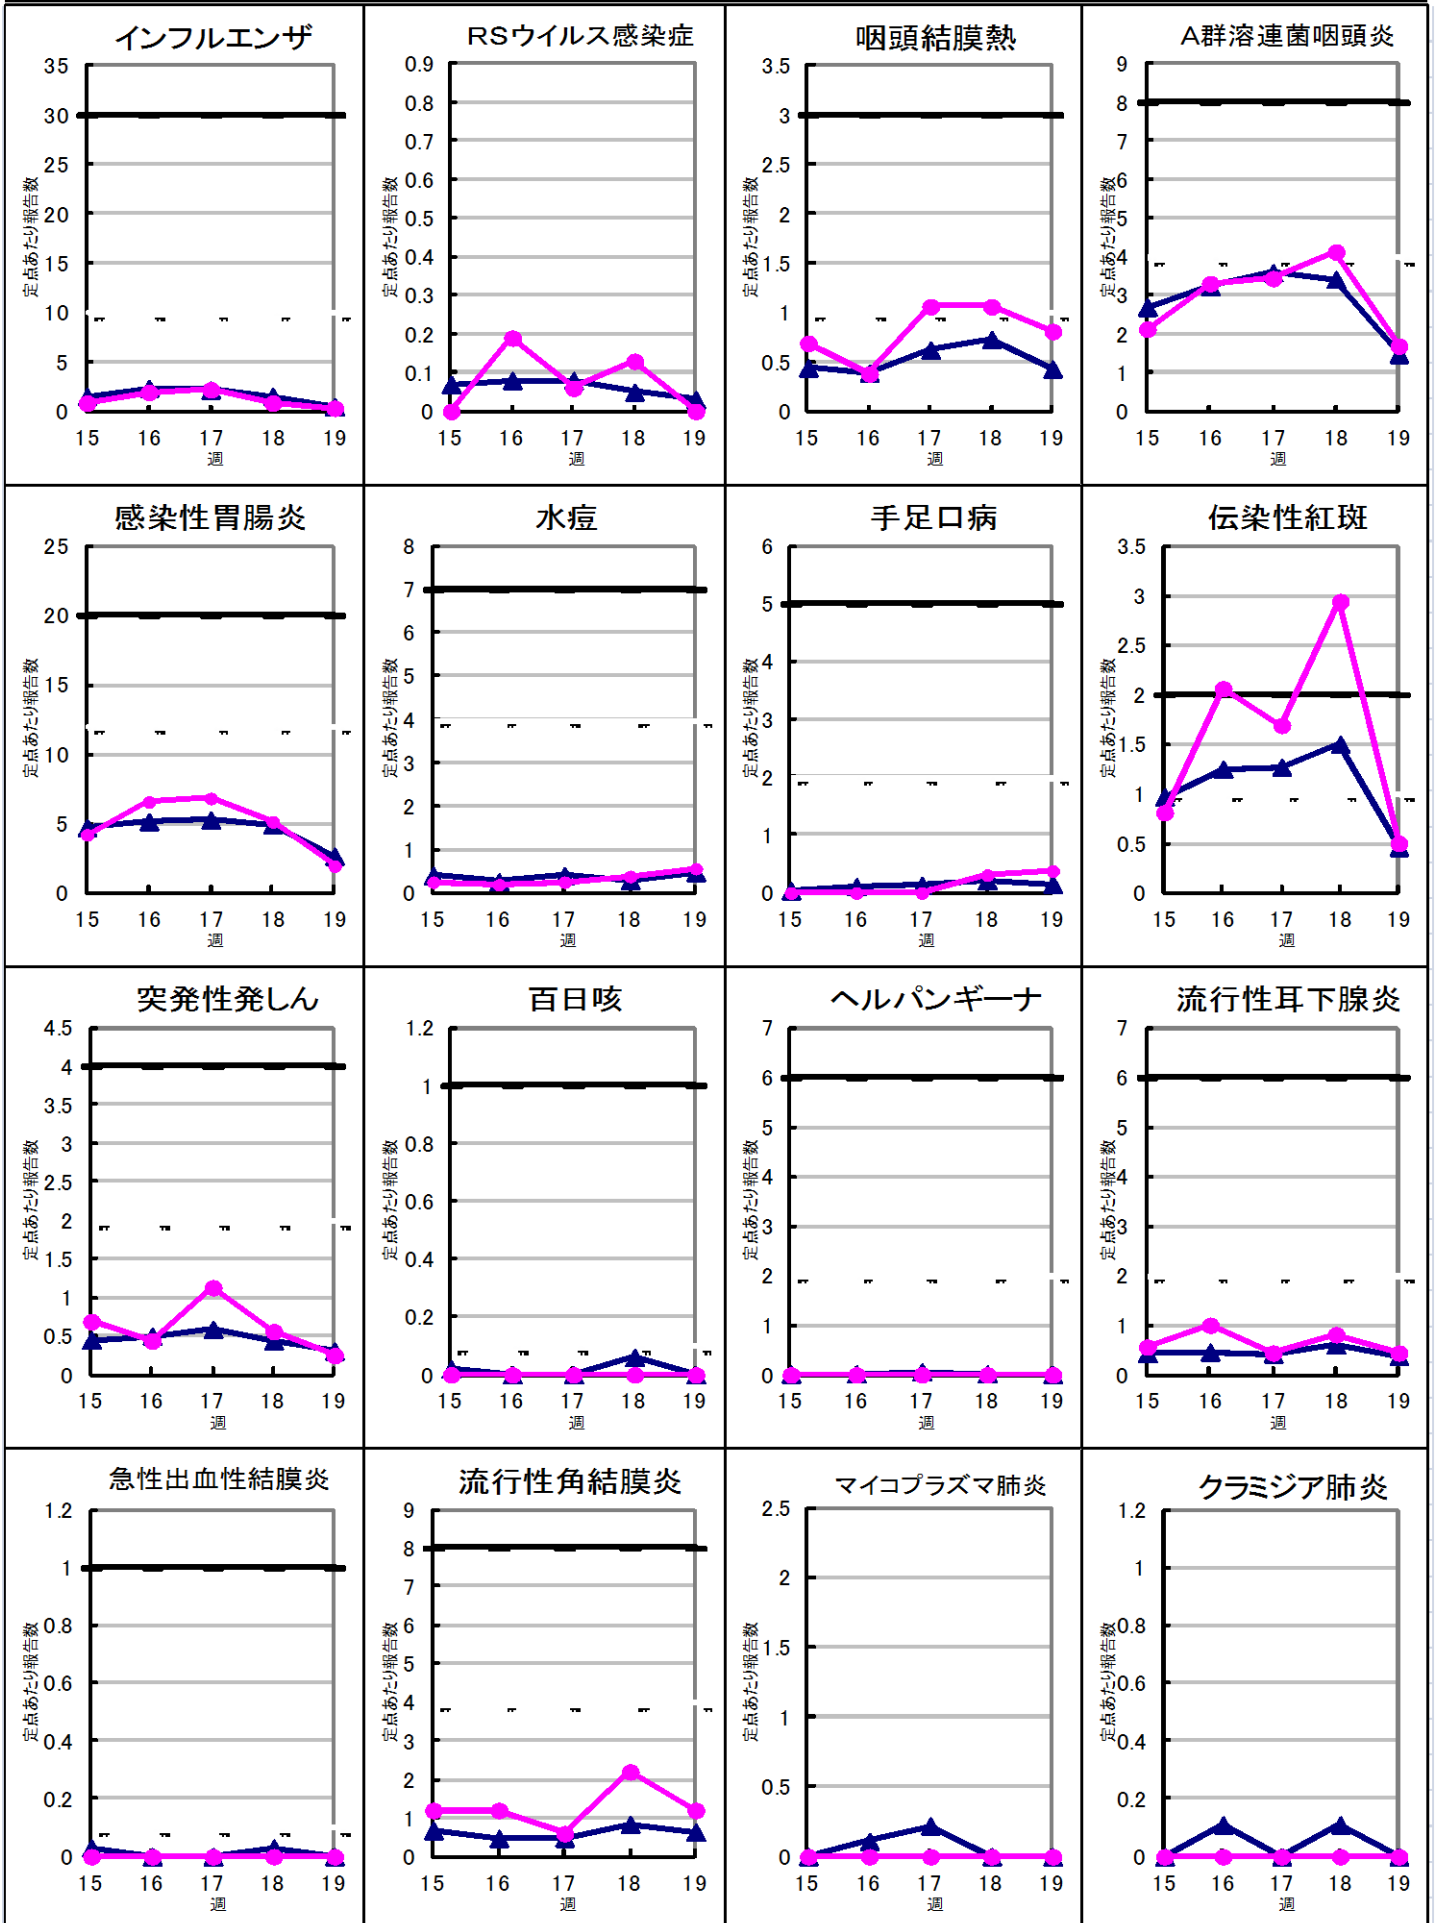 インフルエンザ
35
30
25
20
15
10
5
0
定点あたり報告数
15 16 17 18 19
週
RSウイルス感染症
0.9
0.8
0.7
0.6
0.5
0.4
0.3
0.2
0.1
0
定点あたり報告数
15 16 17 18 19
週
咽頭結膜熱
3.5
3
2.5
2
1.5
1
0.5
0
定点あたり報告数
15 16 17 18 19
週
A群溶連菌咽頭炎
9
8
7
6
5
4
3
2
1
0
定点あたり報告数
15 16 17 18 19
週
感染性胃腸炎
25
20
15
10
5
0
定点あたり報告数
15 16 17 18 19
週
水痘
8
7
6
5
4
3
2
1
0
定点あたり報告数
15 16 17 18 19
週
手足口病
6
5
4
3
2
1
0
定点あたり報告数
15 16 17 18 19
週
伝染性紅斑
3.5
3
2.5
2
1.5
1
0.5
0
定点あたり報告数
15 16 17 18 19
週
突発性発しん
4.5
4
3.5
3
2.5
2
1.5
1
0.5
0
定点あたり報告数
15 16 17 18 19
週
百日咳
1.2
1
0.8
0.6
0.4
0.2
0
定点あたり報告数
15 16 17 18 19
週
ヘルパンギーナ
7
6
5
4
3
2
1
0
定点あたり報告数
15 16 17 18 19
週
流行性耳下腺炎
7
6
5
4
3
2
1
0
定点あたり報告数
15 16 17 18 19
週
急性出血性結膜炎
1.2
1
0.8
0.6
0.4
0.2
0
定点あたり報告数
15 16 17 18 19
週
流行性角結膜炎
9
8
7
6
5
4
3
2
1
0
定点あたり報告数
15 16 17 18 19
週
マイコプラズマ肺炎
2.5
2
1.5
1
0.5
0
定点あたり報告数
15 16 17 18 19
週
クラミジア肺炎
1.2
1
0.8
0.6
0.4
0.2
0
定点あたり報告数
15 16 17 18 19
週